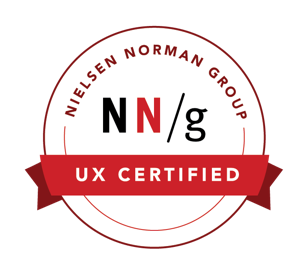 NIELSEN NORMAN GROUP
NN/g
UX CERTIFIED